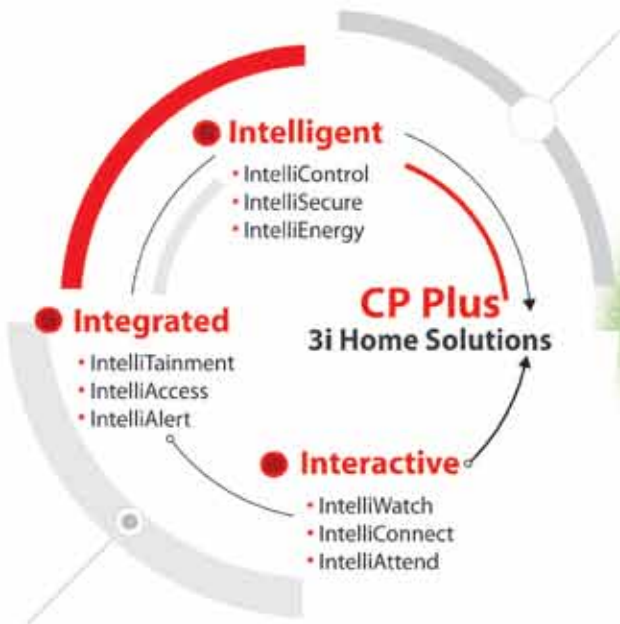 Intelligent
• IntelliControl
• IntelliSecure
• IntelliEnergy
CP Plus
3i Home Solutions
Integrated
• IntelliTainment
• IntelliAccess
• IntelliAlert
Interactive
• IntelliWatch
• IntelliConnect
• IntelliAttend